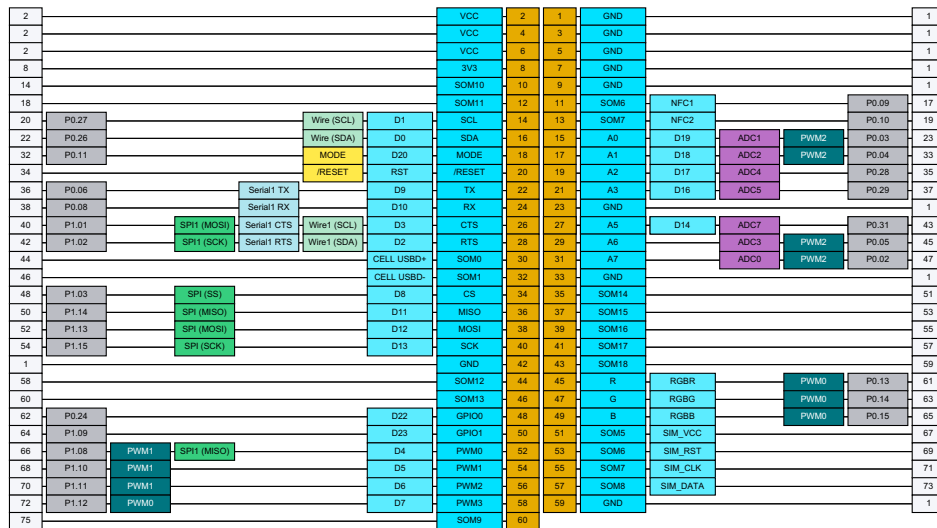 2 VCC 2 1 GND 1
2 VCC 4 3 GND 1
2 VCC 6 5 GND 1
8 3V3 8 7 GND 1
14 SOM10 10 9 GND 1
18 SOM11 12 11 SOM6 NFC1 P0.09 17
20 P0.27 Wire (SCL) D1 SCL 14 13 SOM7 NFC2 P0.10 19
22 P0.26 Wire (SDA) D0 SDA 16 15 A0 D19 ADC1 PWM2 P0.03 23
32 P0.11 MODE D20 MODE 18 17 A1 D18 ADC2 PWM2 P0.04 33
34 /RESET RST /RESET 20 19 A2 D17 ADC4 P0.28 35
36 P0.06 Serial1 TX D9 TX 22 21 A3 D16 ADC5 P0.29 37
38 P0.08 Serial1 RX D10 RX 24 23 GND 1
40 P1.01 SPI1 (MOSI) Serial1 CTS Wire1 (SCL) D3 CTS 26 27 A5 D14 ADC7 P0.31 43
42 P1.02 SPI1 (SCK) Serial1 RTS Wire1 (SDA) D2 RTS 28 29 A6 ADC3 PWM2 P0.05 45
44 CELL USBD+ SOM0 30 31 A7 ADC0 PWM2 P0.02 47
46 CELL USBD- SOM1 32 33 GND 1
48 P1.03 SPI (SS) D8 CS 34 35 SOM14 51
50 P1.14 SPI (MISO) D11 MISO 36 37 SOM15 53
52 P1.13 SPI (MOSI) D12 MOSI 38 39 SOM16 55
54 P1.15 SPI (SCK) D13 SCK 40 41 SOM17 57
1 GND 42 43 SOM18 59
58 SOM12 44 45 R RGBR PWM0 P0.13 61
60 SOM13 46 47 G RGBG PWM0 P0.14 63
62 P0.24 D22 GPIO0 48 49 B RGBB PWM0 P0.15 65
64 P1.09 D23 GPIO1 50 51 SOM5 SIM_VCC 67
66 P1.08 PWM1 SPI1 (MISO) D4 PWM0 52 53 SOM6 SIM_RST 69
68 P1.10 PWM1 D5 PWM1 54 55 SOM7 SIM_CLK 71
70 P1.11 PWM1 D6 PWM2 56 57 SOM8 SIM_DATA 73
72 P1.12 PWM0 D7 PWM3 58 59 GND 1
75 SOM9 60